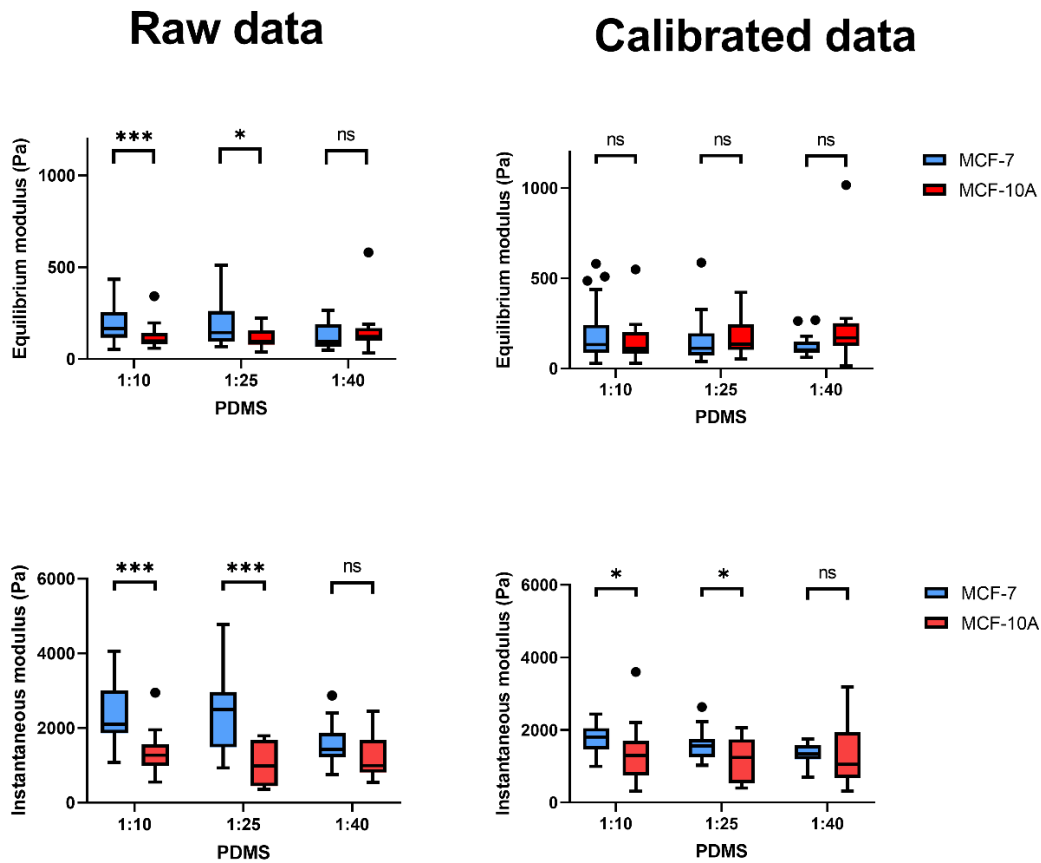 Raw data
Calibrated data
Equilibrium modulus (Pa)
1000
500
0
***
*
ns
1:10
1:25
1:40
PDMS
Equilibrium modulus (Pa)
1000
500
0
ns
ns
ns
1:10
1:25
1:40
PDMS
MCF-7
MCF-10A
Instantaneous modulus (Pa)
6000
4000
2000
0
***
***
ns
1:10
1:25
1:40
PDMS
Instantaneous modulus (Pa)
6000
4000
2000
0
*
*
ns
1:10
1:25
1:40
PDMS
MCF-7
MCF-10A